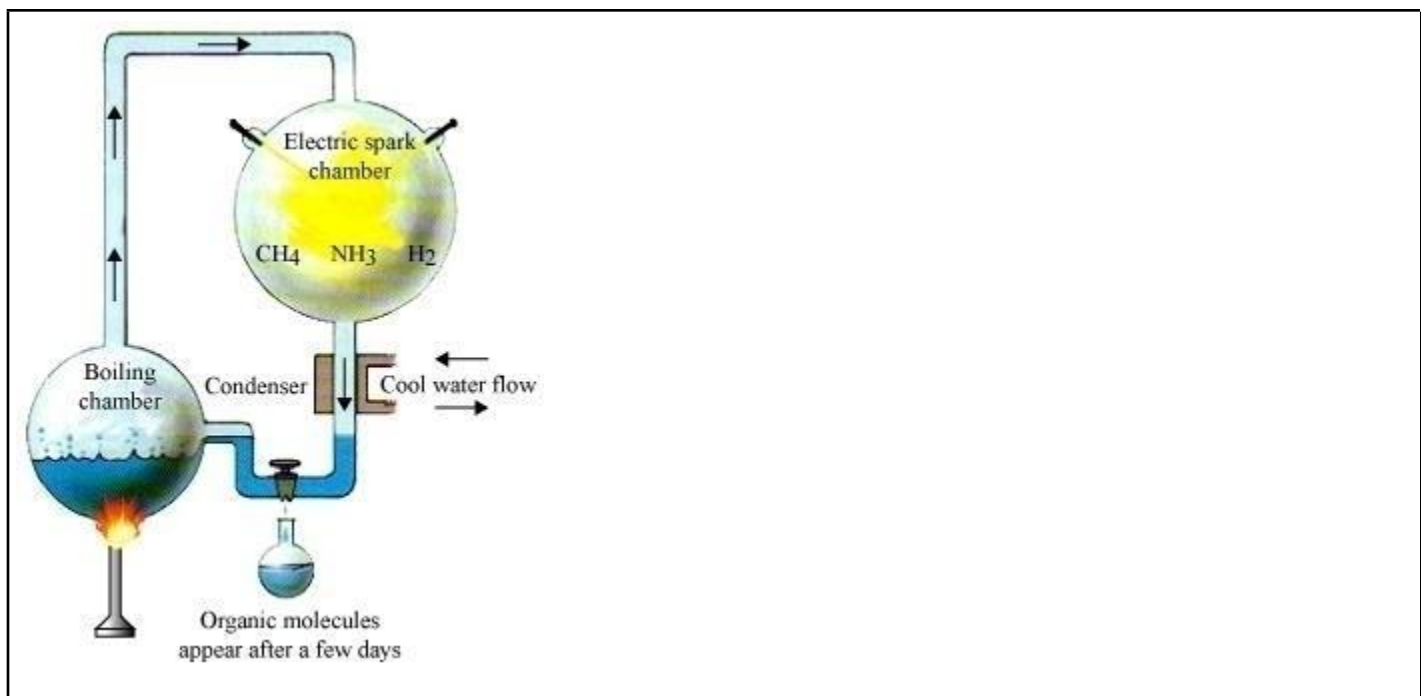 Electric spark
chamber
CH4 NH3 H2
Boiling
chamber
Condenser
Cool water flow
Organic molecules
appear after a few days